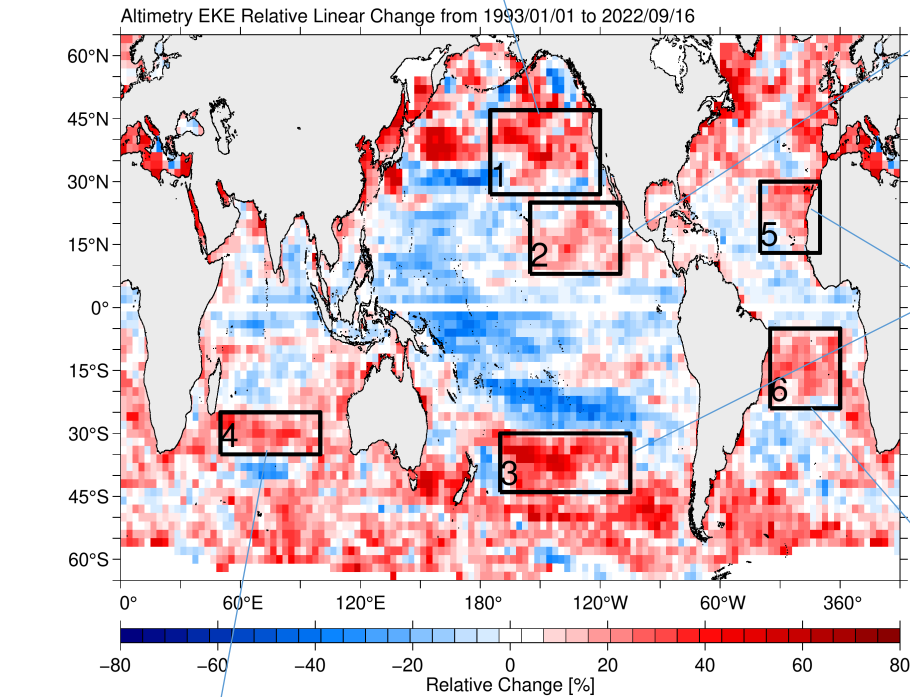 Altimetry EKE Relative Linear Change from 1993/01/01 to 2022/09/16
60°N
45°N
30°N
15°N
0°
15°S
30°S
45°S
60°S
1
2
5
6
4
3
0° 60°E 120°E 180° 120°W 60°W 360°
−80 −60 −40 −20 0 20 40 60 80
Relative Change [%]